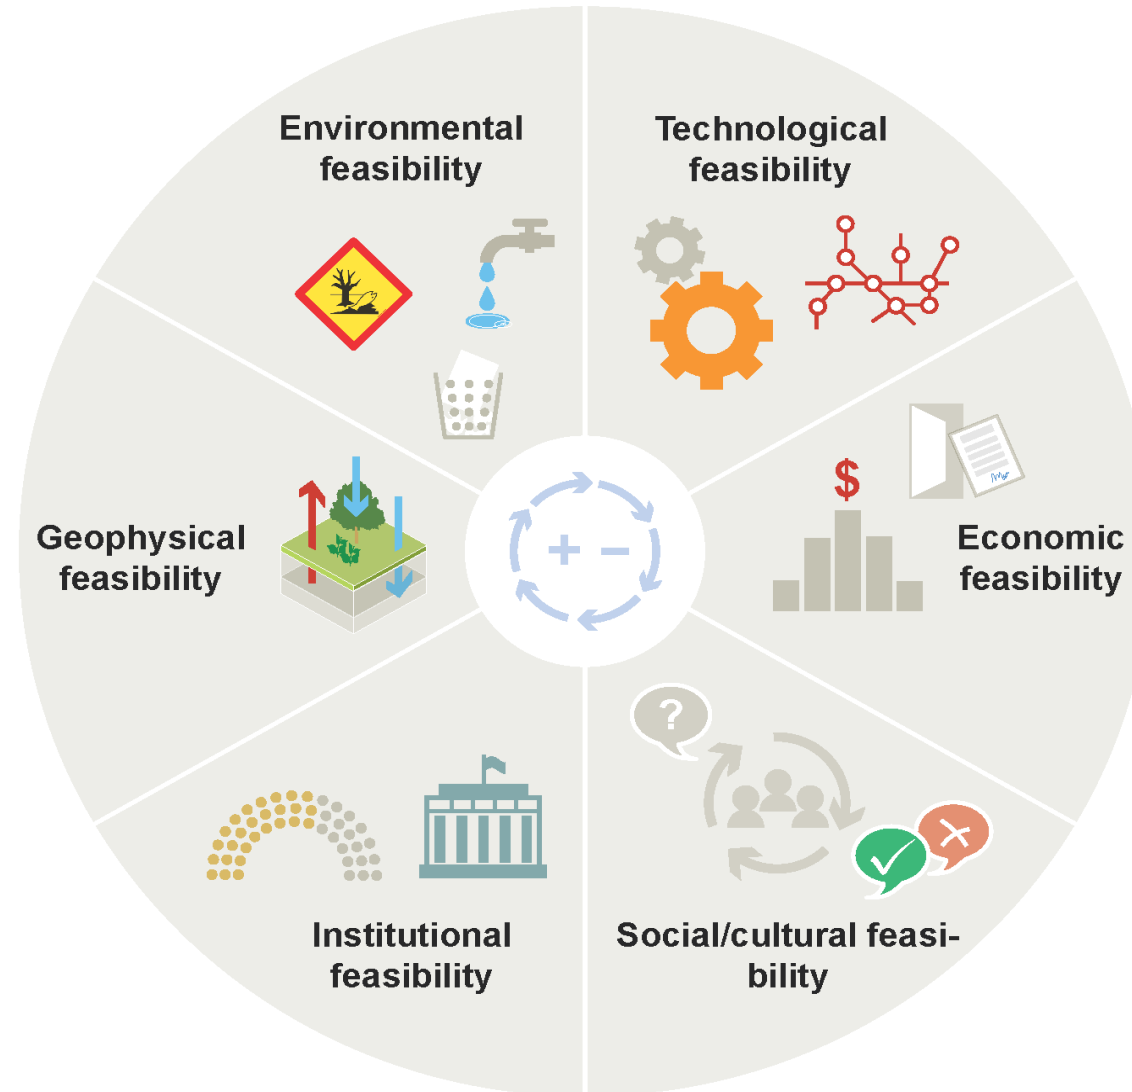 Environmental
feasibility
Technological
feasibility
$
Geophysical
feasibility
Economic
feasibility
+ −
?
Institutional
feasibility
Social/cultural feasi-
bility